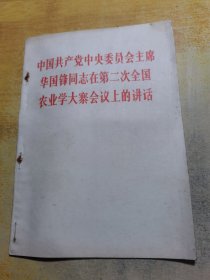 中国共产党中央委员会主席
华国锋同志在第二次全国
农业学大寨会议上的讲话